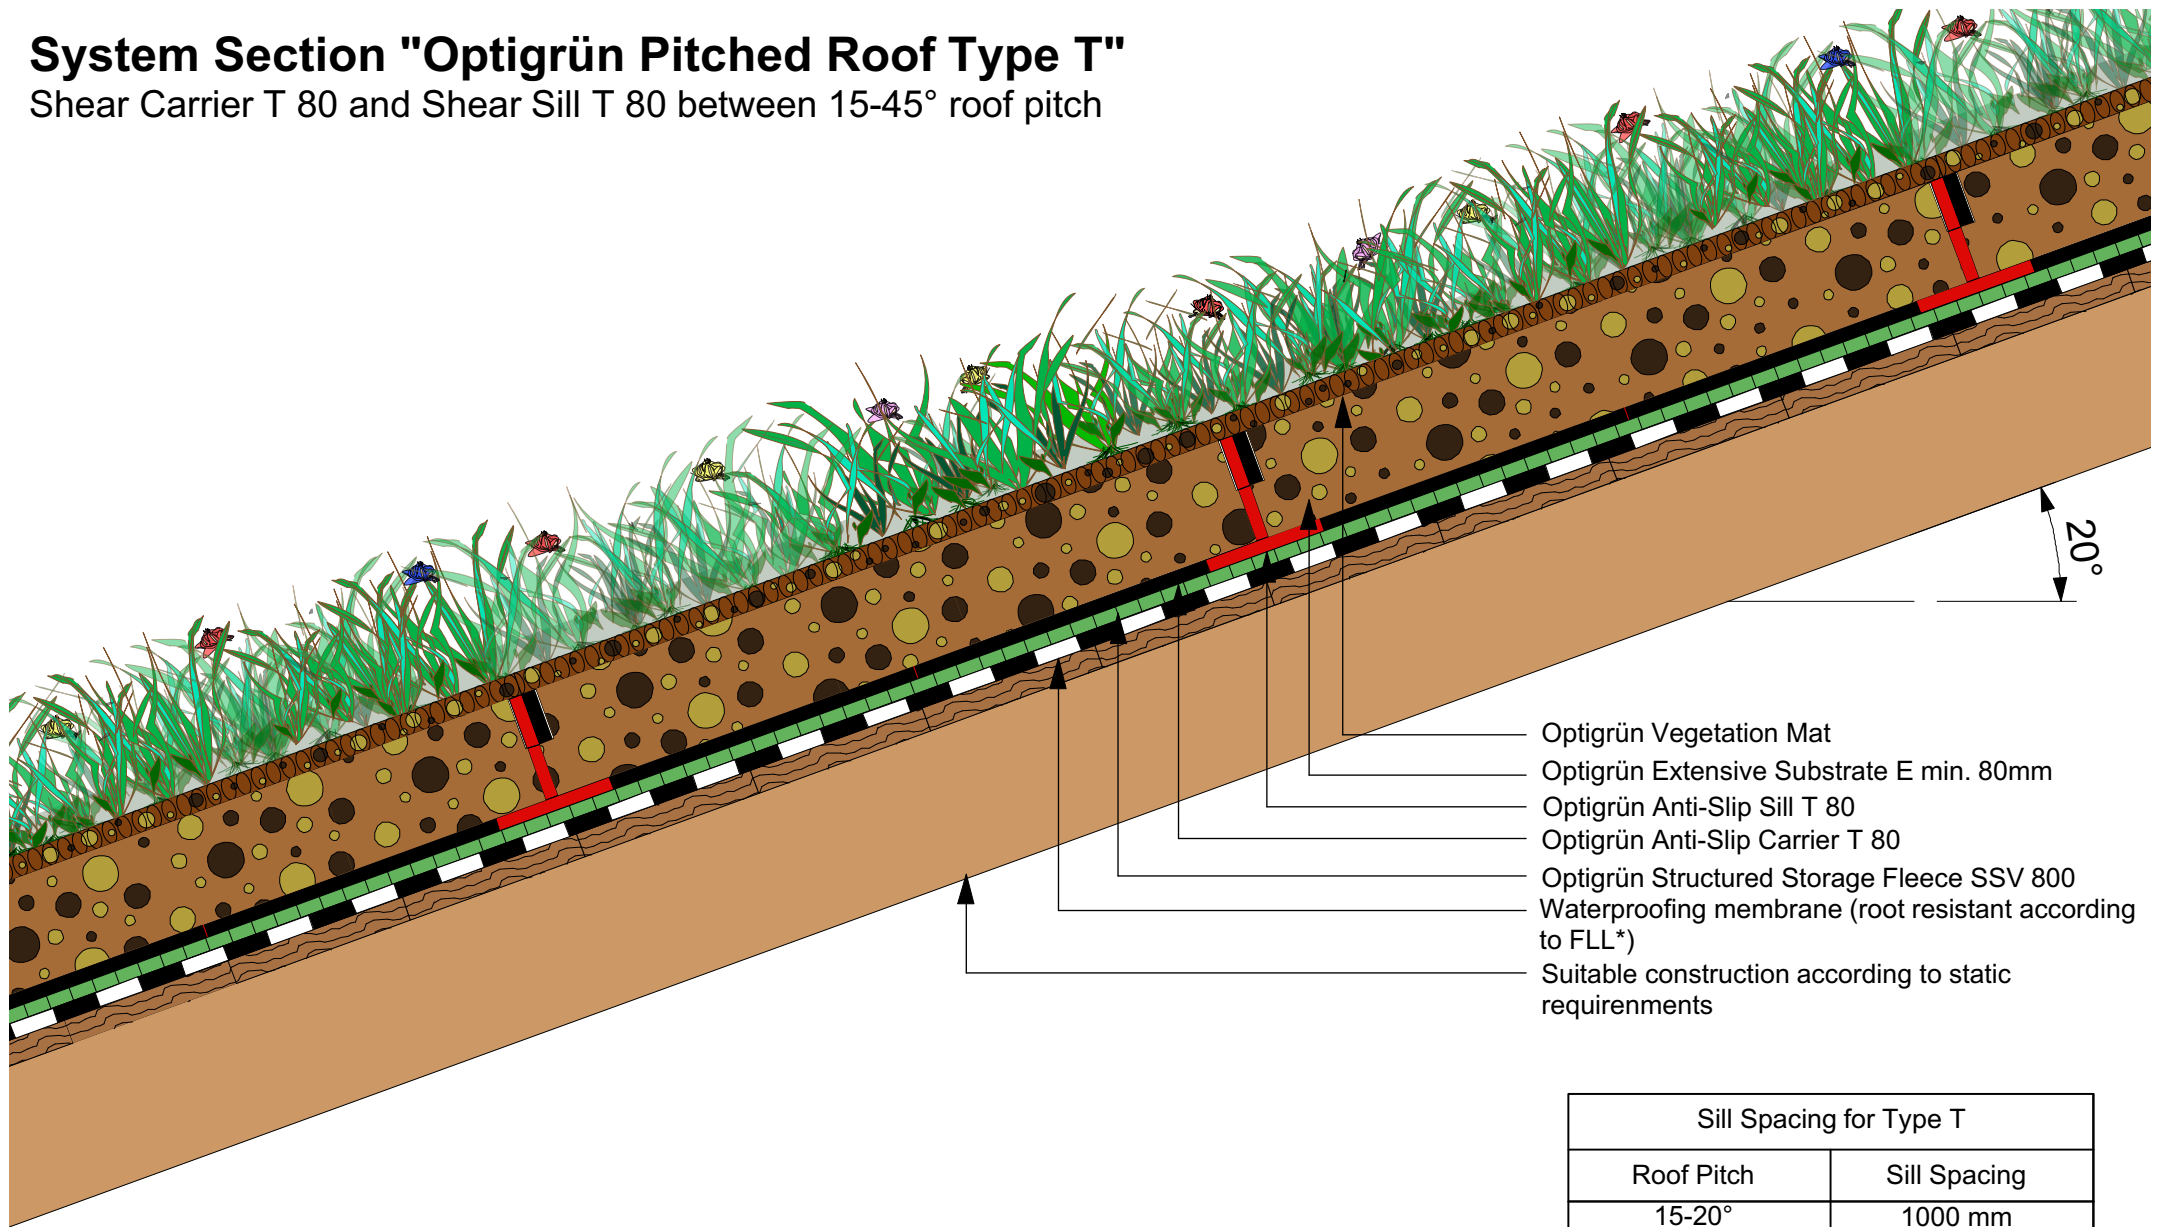 System Section "Optigrün Pitched Roof Type T"
Shear Carrier T 80 and Shear Sill T 80 between 15-45° roof pitch
20°
Optigrün Vegetation Mat
Optigrün Extensive Substrate E min. 80mm
Optigrün Anti-Slip Sill T 80
Optigrün Anti-Slip Carrier T 80
Optigrün Structured Storage Fleece SSV 800
Waterproofing membrane (root resistant according
to FLL*)
Suitable construction according to static
requirenments
Sill Spacing for Type T
Roof Pitch Sill Spacing
15-20° 1000 mm